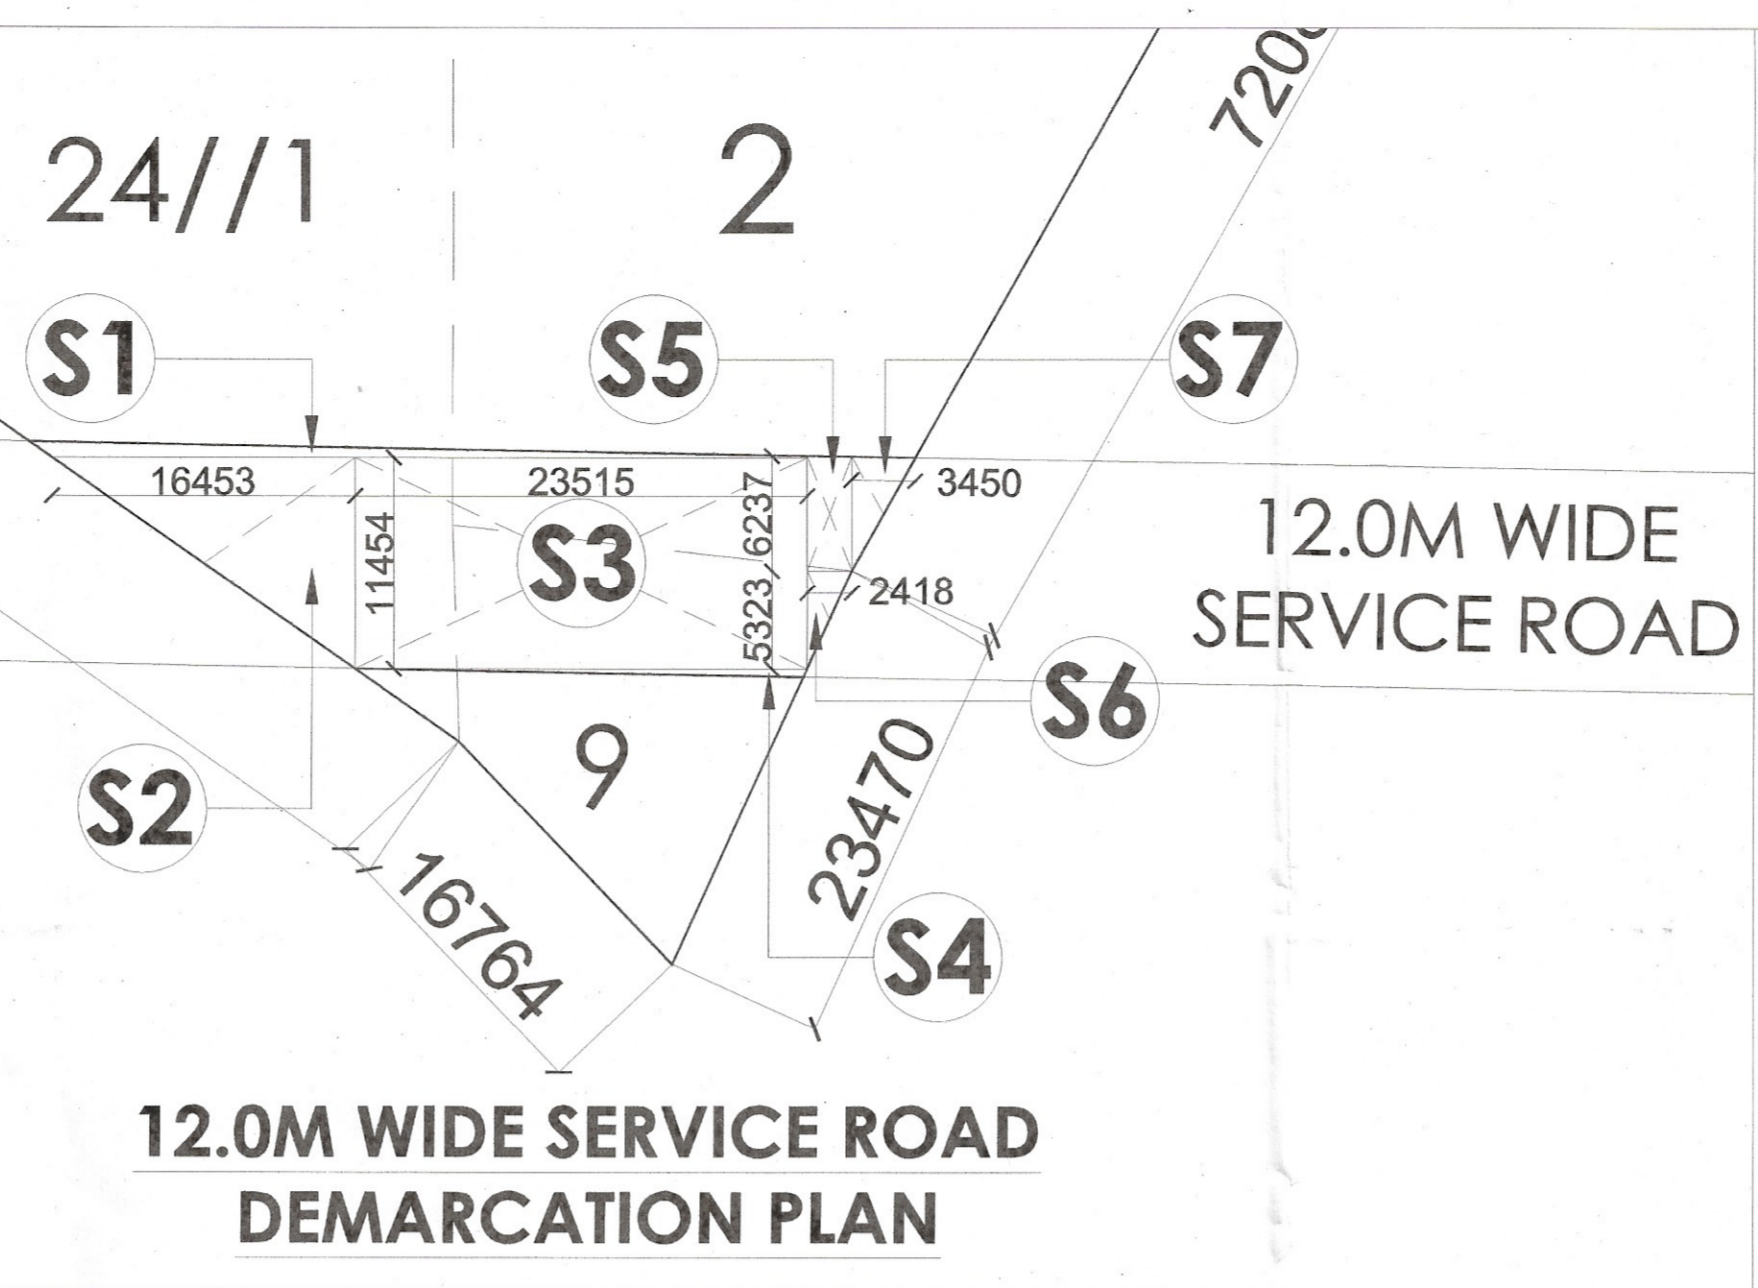 720
24//1
2
S1
S5
S7
16453
23515
3450
11454
6237
S3
5323
2418
12.0M WIDE
SERVICE ROAD
S6
9
S2
23470
16764
S4
12.0M WIDE SERVICE ROAD
DEMARCATION PLAN